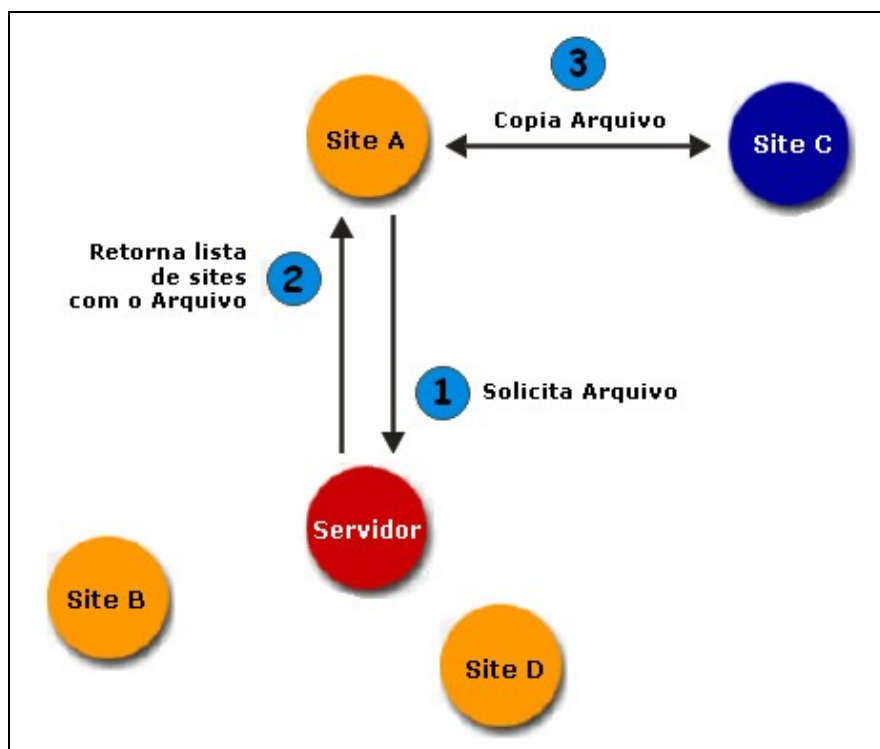 3
Site A
Copia Arquivo
Site C
Retorna lista
de sites
com o Arquivo
2
1
Solicita Arquivo
Servidor
Site B
Site D